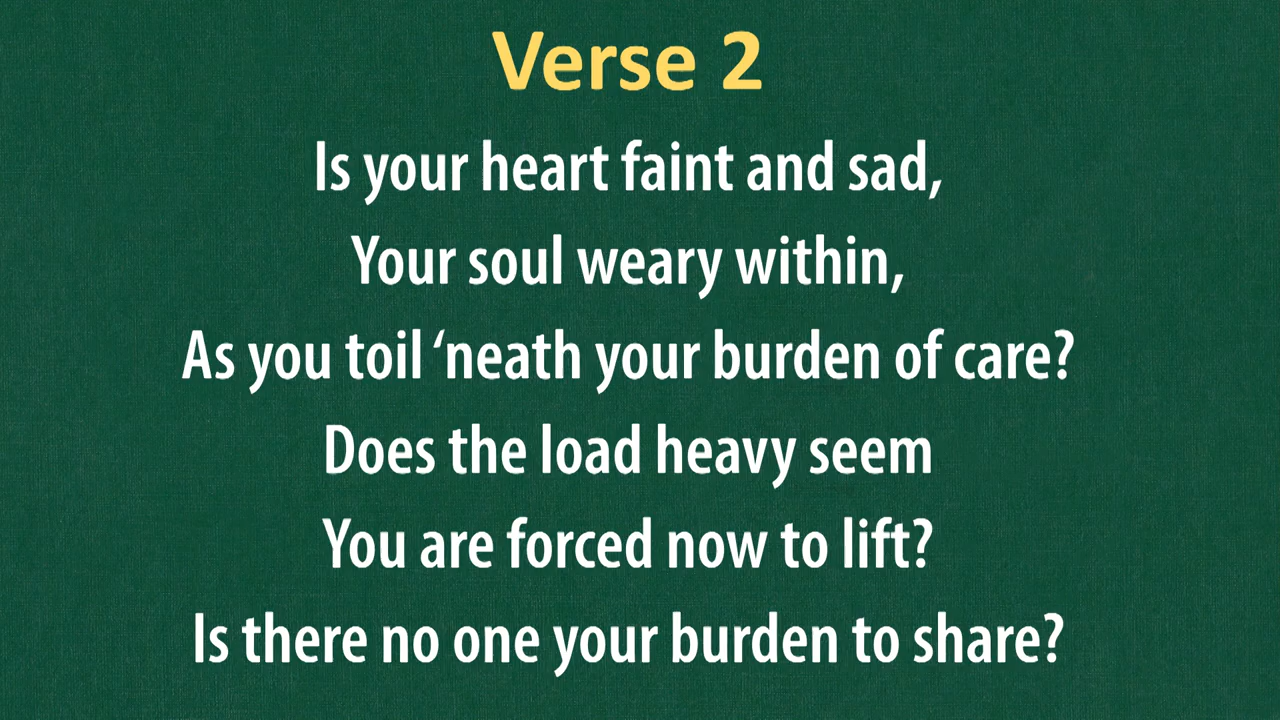 Verse 2
Is your heart faint and sad,
Your soul weary within,
As you toil ‘neath your burden of care?
Does the load heavy seem
You are forced now to lift?
Is there no one your burden to share?